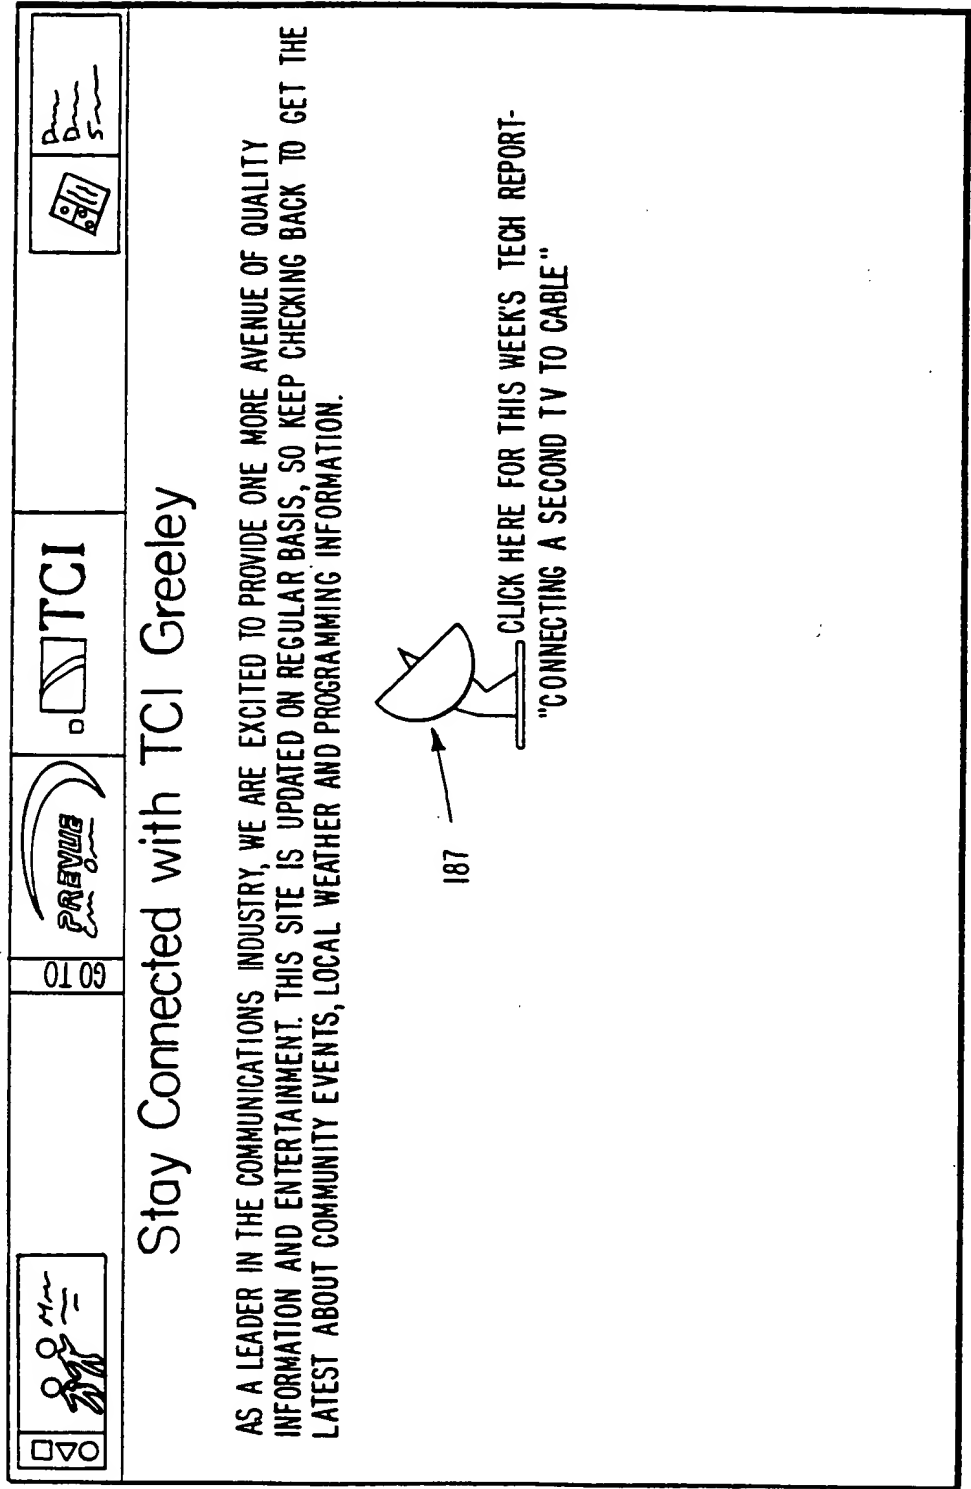 GO TO
PREVUE
TCI
Stay Connected with TCI Greeley
AS A LEADER IN THE COMMUNICATIONS INDUSTRY, WE ARE EXCITED TO PROVIDE ONE MORE AVENUE OF QUALITY
INFORMATION AND ENTERTAINMENT. THIS SITE IS UPDATED ON REGULAR BASIS, SO KEEP CHECKING BACK TO GET THE
LATEST ABOUT COMMUNITY EVENTS, LOCAL WEATHER AND PROGRAMMING INFORMATION.
187
CLICK HERE FOR THIS WEEK'S TECH REPORT-
"CONNECTING A SECOND TV TO CABLE"